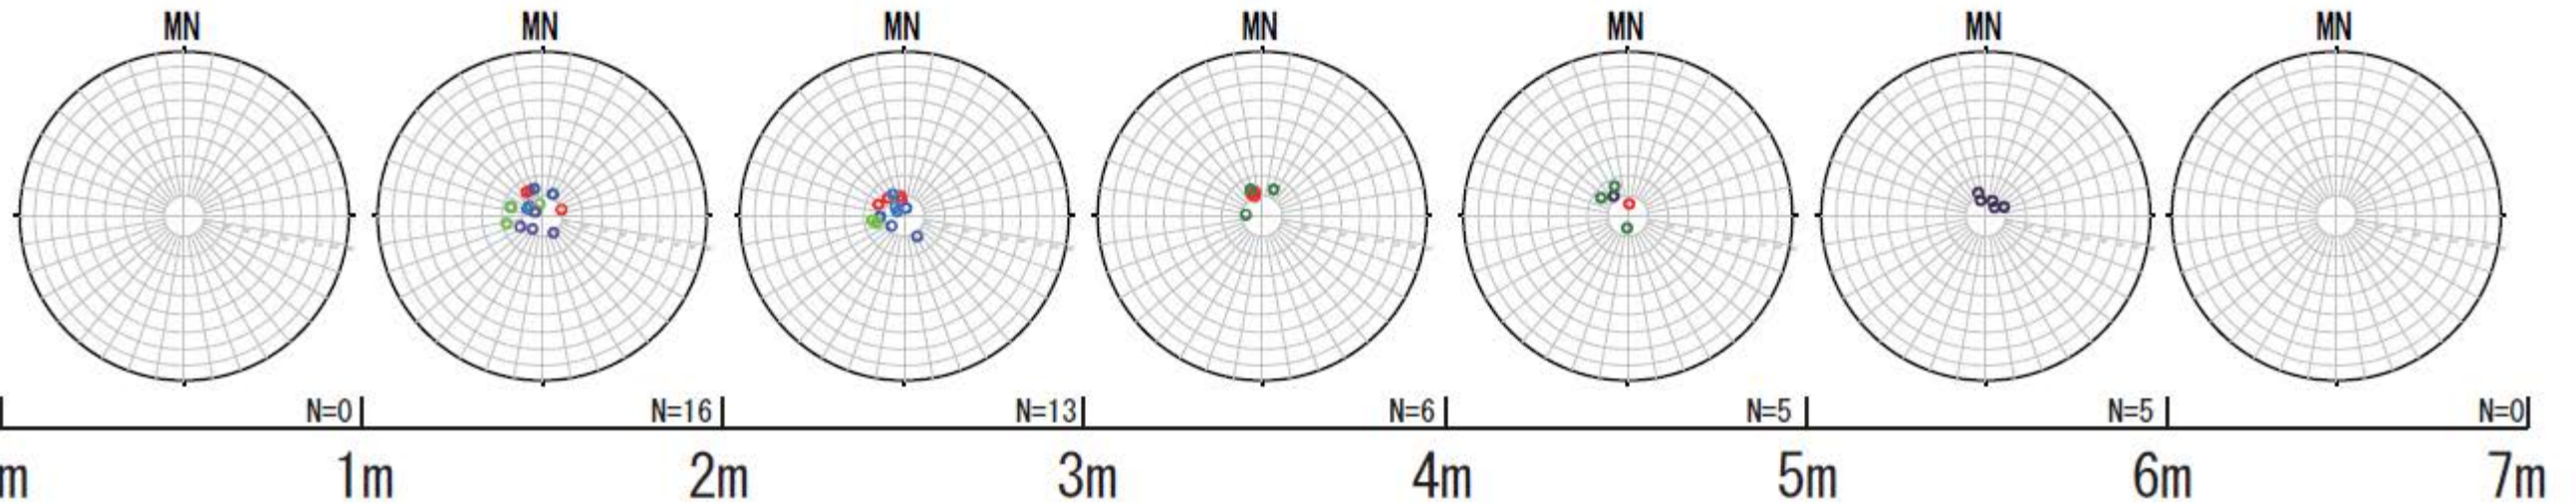 MN MN MN MN MN MN MN
N=0 N=16 N=13 N=6 N=5 N=5 N=0
m 1m 2m 3m 4m 5m 6m 7m